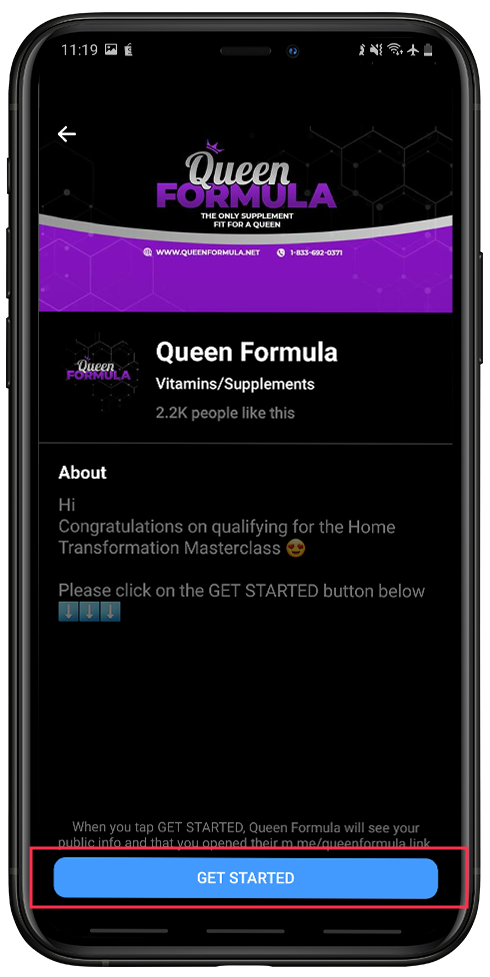 11:19
Queen
FORMULA
THE ONLY SUPPLEMENT
FIT FOR A QUEEN
WWW.QUEENFORMULA.NET 1-833-692-0371
Queen
FORMULA
Queen Formula
Vitamins/Supplements
2.2K people like this
About
Hi
Congratulations on qualifying for the Home
Transformation Masterclass 😍
Please click on the GET STARTED button below
⬇️⬇️⬇️
When you tap GET STARTED, Queen Formula will see your
public info and that you opened their m.me/queenformula link.
GET STARTED